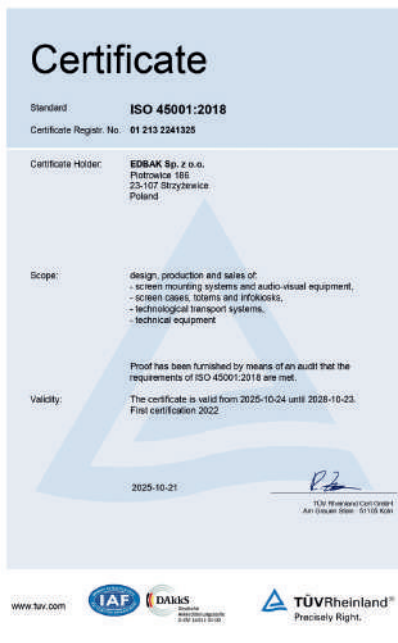 Certificate
Standard ISO 45001:2018
Certificate Registr. No. 01 213 2241325
Certificate Holder: EDBAK Sp. z o.o.
Piotrowice 186
23-107 Strzyżewice
Poland
Scope: design, production and sales of:
- screen mounting systems and audio-visual equipment,
- screen cases, totems and infokiosks,
- technological transport systems,
- technical equipment
Proof has been furnished by means of an audit that the
requirements of ISO 45001:2018 are met.
Validity: The certificate is valid from 2025-10-24 until 2028-10-23.
First certification 2022
2025-10-21
TÜV Rheinland Cert GmbH
Am Grauen Stein · 51105 Köln
www.tuv.com
IAF
DAkkS
Deutsche
Akkreditierungsstelle
TÜVRheinland®
Precisely Right.